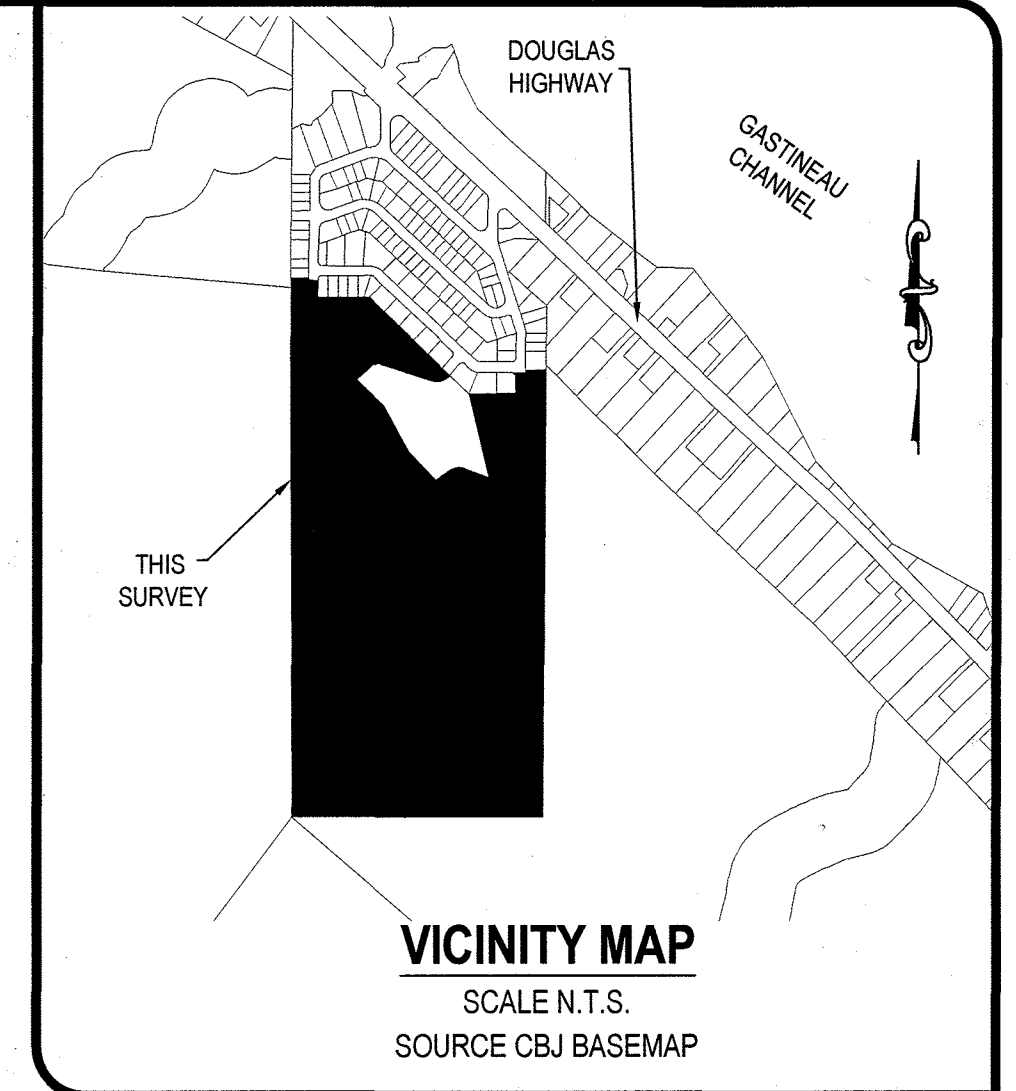 DOUGLAS
HIGHWAY
GASTINEAU
CHANNEL
THIS
SURVEY
VICINITY MAP
SCALE N.T.S.
SOURCE CBJ BASEMAP